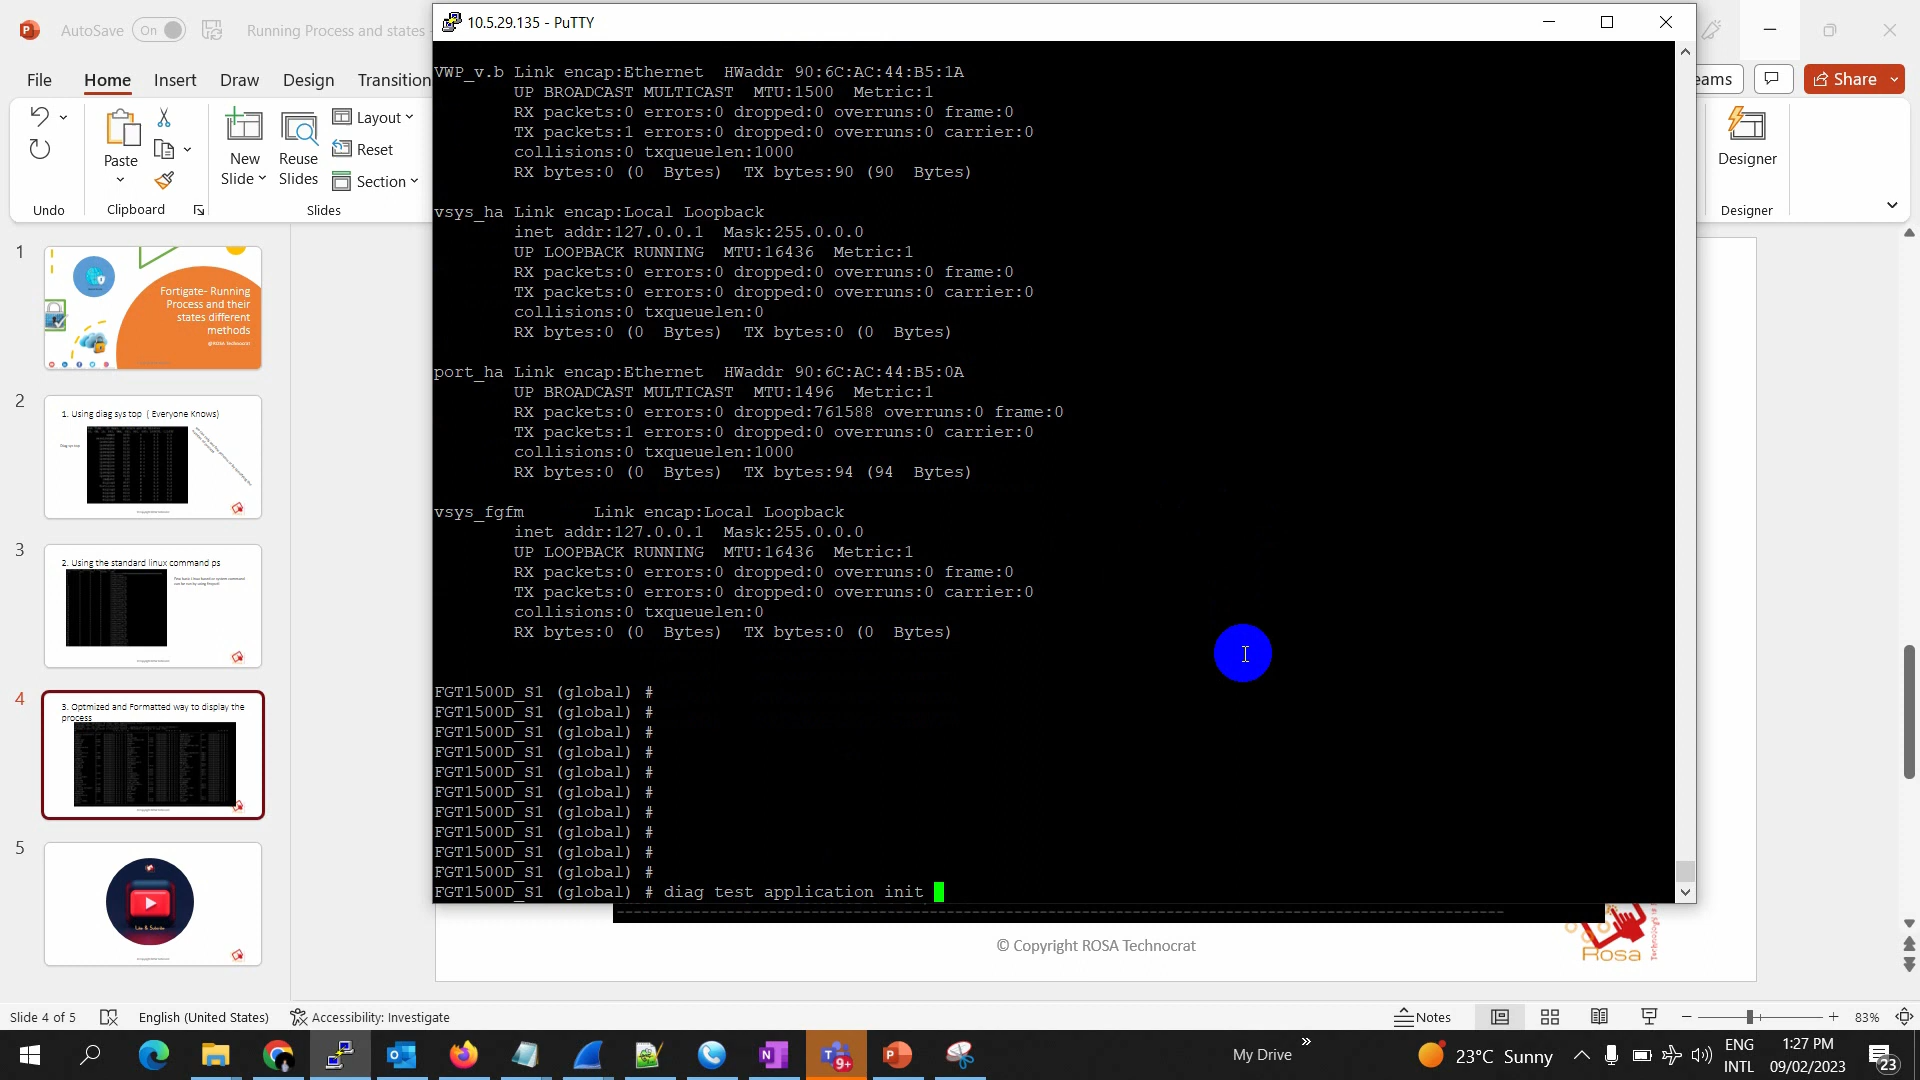 AutoSave On Running Process and states -
10.5.29.135 - PuTTY
File Home Insert Draw Design Transition
eams Share
Paste
New Slide
Reuse Slides
Layout
Reset
Section
Designer
Undo Clipboard Slides Designer
1
Fortigate- Running
Process and their
states different
methods
@ROSA Technocrat
2
1. Using diag sys top ( Everyone Knows)
3
2. Using the standard linux command ps
4
3. Optmized and Formatted way to display the
process
5
VWP_v.b Link encap:Ethernet HWaddr 90:6C:AC:44:B5:1A
UP BROADCAST MULTICAST MTU:1500 Metric:1
RX packets:0 errors:0 dropped:0 overruns:0 frame:0
TX packets:1 errors:0 dropped:0 overruns:0 carrier:0
collisions:0 txqueuelen:1000
RX bytes:0 (0 Bytes) TX bytes:90 (90 Bytes)
vsys_ha Link encap:Local Loopback
inet addr:127.0.0.1 Mask:255.0.0.0
UP LOOPBACK RUNNING MTU:16436 Metric:1
RX packets:0 errors:0 dropped:0 overruns:0 frame:0
TX packets:0 errors:0 dropped:0 overruns:0 carrier:0
collisions:0 txqueuelen:0
RX bytes:0 (0 Bytes) TX bytes:0 (0 Bytes)
port_ha Link encap:Ethernet HWaddr 90:6C:AC:44:B5:0A
UP BROADCAST MULTICAST MTU:1496 Metric:1
RX packets:0 errors:0 dropped:761588 overruns:0 frame:0
TX packets:1 errors:0 dropped:0 overruns:0 carrier:0
collisions:0 txqueuelen:1000
RX bytes:0 (0 Bytes) TX bytes:94 (94 Bytes)
vsys_fgfm Link encap:Local Loopback
inet addr:127.0.0.1 Mask:255.0.0.0
UP LOOPBACK RUNNING MTU:16436 Metric:1
RX packets:0 errors:0 dropped:0 overruns:0 frame:0
TX packets:0 errors:0 dropped:0 overruns:0 carrier:0
collisions:0 txqueuelen:0
RX bytes:0 (0 Bytes) TX bytes:0 (0 Bytes)
FGT1500D_S1 (global) #
FGT1500D_S1 (global) #
FGT1500D_S1 (global) #
FGT1500D_S1 (global) #
FGT1500D_S1 (global) #
FGT1500D_S1 (global) #
FGT1500D_S1 (global) #
FGT1500D_S1 (global) #
FGT1500D_S1 (global) #
FGT1500D_S1 (global) #
FGT1500D_S1 (global) # diag test application init
© Copyright ROSA Technocrat
Rosa
Slide 4 of 5 English (United States) Accessibility: Investigate Notes 83%
My Drive 23°C Sunny ENG INTL 1:27 PM 09/02/2023 23
9+